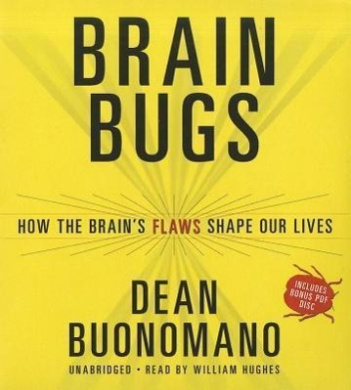 BRAIN
BUGS
HOW THE BRAIN'S FLAWS SHAPE OUR LIVES
INCLUDES
BONUS PDF
DISC
DEAN
BUONOMANO
UNABRIDGED • READ BY WILLIAM HUGHES